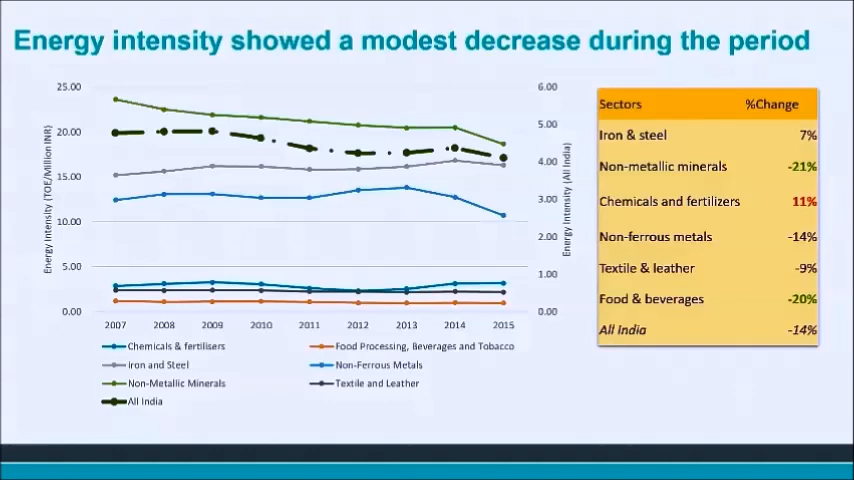 Energy intensity showed a modest decrease during the period
Energy Intensity (TOE/Million INR)
25.00
20.00
15.00
10.00
5.00
0.00
6.00
5.00
4.00
3.00
2.00
1.00
0.00
Energy Intensity (All India)
2007 2008 2009 2010 2011 2012 2013 2014 2015
Chemicals & fertilisers Food Processing, Beverages and Tobacco
Iron and Steel Non-Ferrous Metals
Non-Metallic Minerals Textile and Leather
All India
Sectors %Change
Iron & steel 7%
Non-metallic minerals -21%
Chemicals and fertilizers 11%
Non-ferrous metals -14%
Textile & leather -9%
Food & beverages -20%
All India -14%